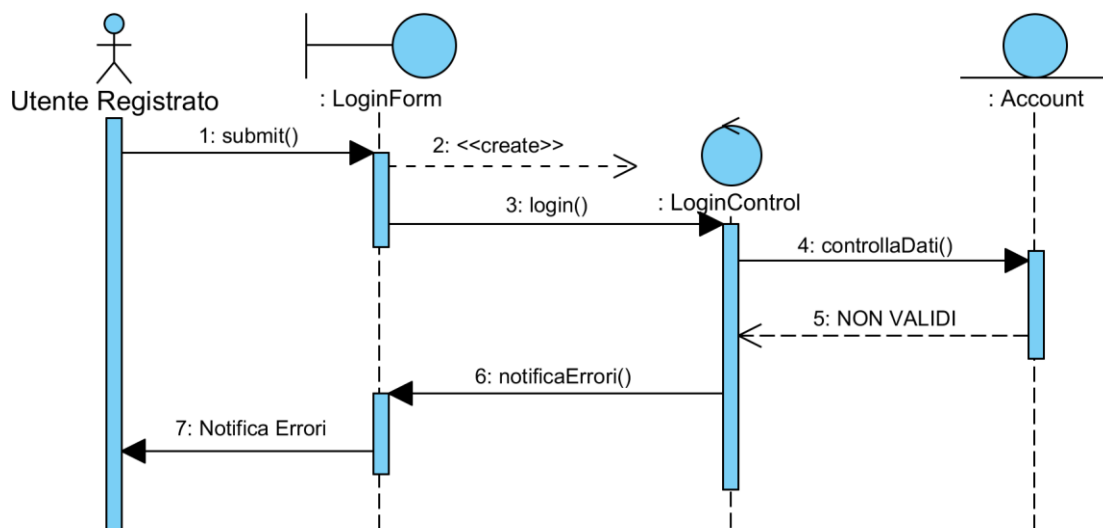 Utente Registrato
: LoginForm
: Account
1: submit()
2: <<create>>
: LoginControl
3: login()
4: controllaDati()
5: NON VALIDI
6: notificaErrori()
7: Notifica Errori